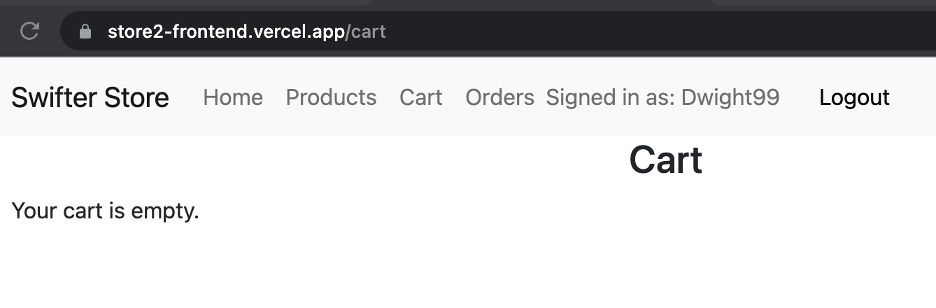 store2-frontend.vercel.app/cart
Swifter Store Home Products Cart Orders Signed in as: Dwight99 Logout
Cart
Your cart is empty.